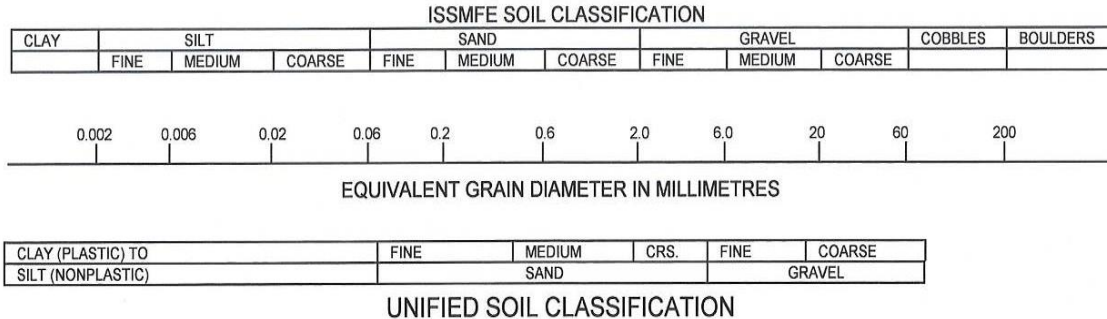 ISSMFE SOIL CLASSIFICATION
CLAY SILT SAND GRAVEL COBBLES BOULDERS
FINE MEDIUM COARSE FINE MEDIUM COARSE FINE MEDIUM COARSE
0.002 0.006 0.02 0.06 0.2 0.6 2.0 6.0 20 60 200
EQUIVALENT GRAIN DIAMETER IN MILLIMETRES
CLAY (PLASTIC) TO FINE MEDIUM CRS. FINE COARSE
SILT (NONPLASTIC) SAND GRAVEL
UNIFIED SOIL CLASSIFICATION